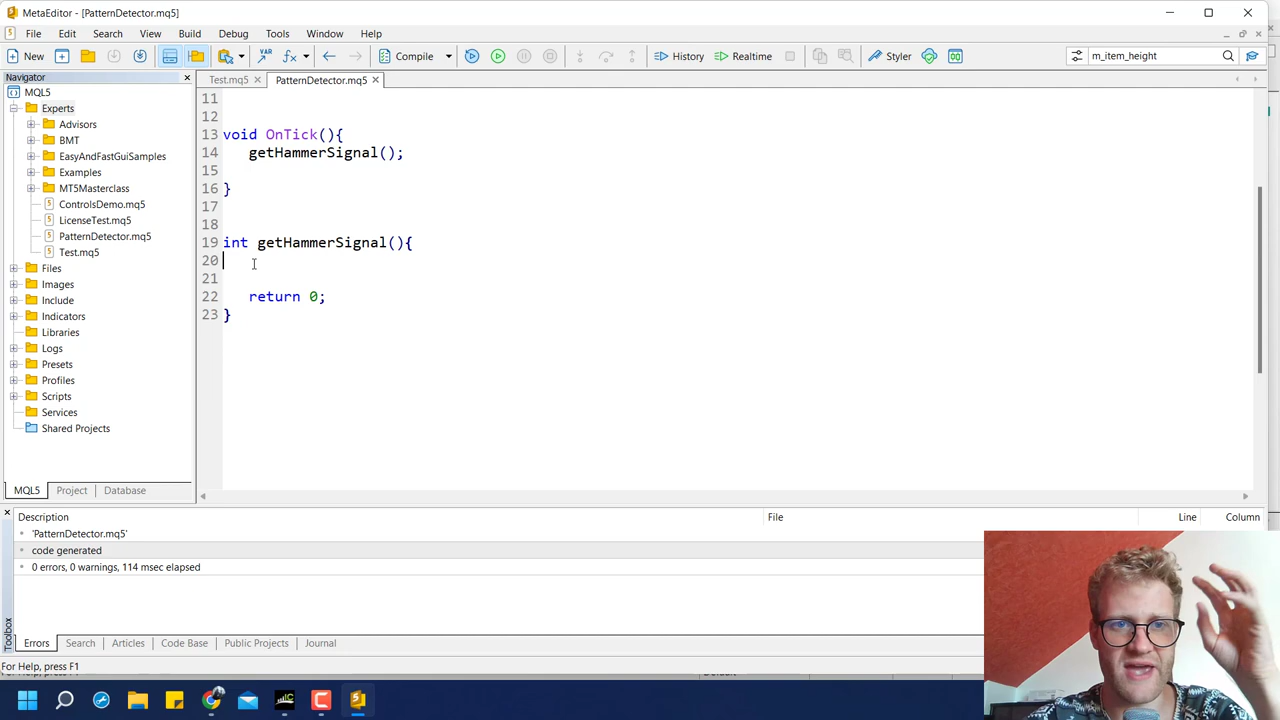 MetaEditor - [PatternDetector.mq5]
File Edit Search View Build Debug Tools Window Help
New Compile History Realtime Styler m_item_height
Navigator
Test.mq5 PatternDetector.mq5
MQL5
Experts
Advisors
BMT
EasyAndFastGuiSamples
Examples
MT5Masterclass
ControlsDemo.mq5
LicenseTest.mq5
PatternDetector.mq5
Test.mq5
Files
Images
Include
Indicators
Libraries
Logs
Presets
Profiles
Scripts
Services
Shared Projects
MQL5 Project Database
11
12
13 void OnTick(){
14 getHammerSignal();
15
16 }
17
18
19 int getHammerSignal(){
20
21
22 return 0;
23 }
Description File Line Column
'PatternDetector.mq5'
code generated
0 errors, 0 warnings, 114 msec elapsed
Toolbox
Errors Search Articles Code Base Public Projects Journal
For Help, press F1